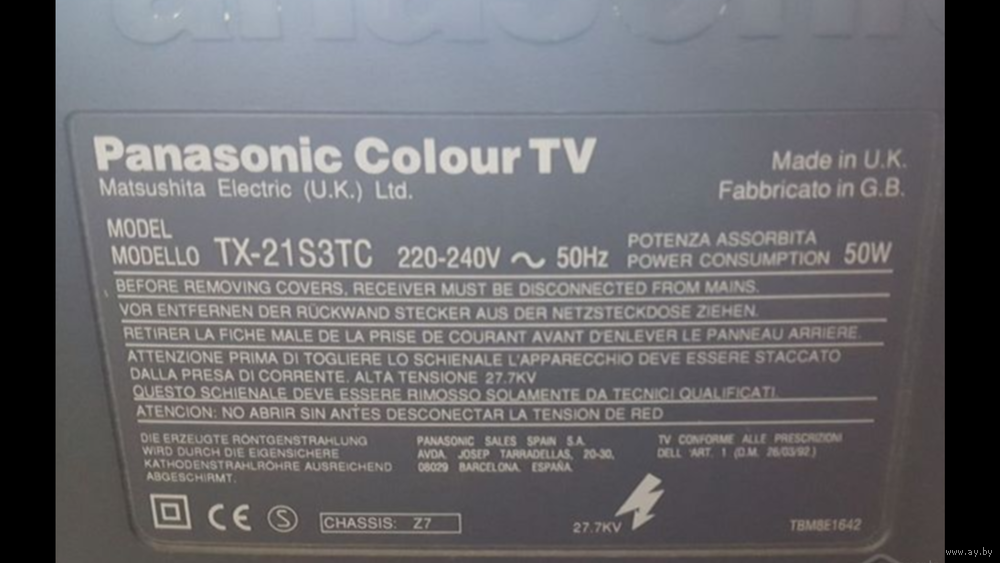 Panasonic
Panasonic Colour TV
Matsushita Electric (U.K.) Ltd.
Made in U.K.
Fabbricato in G.B.
MODEL
MODELLO TX-21S3TC 220-240V ~ 50Hz
POTENZA ASSORBITA
POWER CONSUMPTION 50W
BEFORE REMOVING COVERS, RECEIVER MUST BE DISCONNECTED FROM MAINS.
VOR ENTFERNEN DER RÜCKWAND STECKER AUS DER NETZSTECKDOSE ZIEHEN.
RETIRER LA FICHE MALE DE LA PRISE DE COURANT AVANT D'ENLEVER LE PANNEAU ARRIERE.
ATTENZIONE PRIMA DI TOGLIERE LO SCHIENALE L'APPARECCHIO DEVE ESSERE STACCATO
DALLA PRESA DI CORRENTE. ALTA TENSIONE 27.7KV
QUESTO SCHIENALE DEVE ESSERE RIMOSSO SOLAMENTE DA TECNICI QUALIFICATI.
ATENCION: NO ABRIR SIN ANTES DESCONECTAR LA TENSION DE RED
DIE ERZEUGTE RÖNTGENSTRAHLUNG
WIRD DURCH DIE EIGENSICHERE
KATHODENSTRAHLRÖHRE AUSREICHEND
ABGESCHIRMT.
PANASONIC SALES SPAIN S.A.
AVDA. JOSEP TARRADELLAS, 20-30,
08029 BARCELONA. ESPAÑA.
TV CONFORME ALLE PRESCRIZIONI
DELL 'ART. 1 (D.M. 26/03/92)
CE S
CHASSIS: Z7
27.7KV
TBM8E1642
www.ay.by